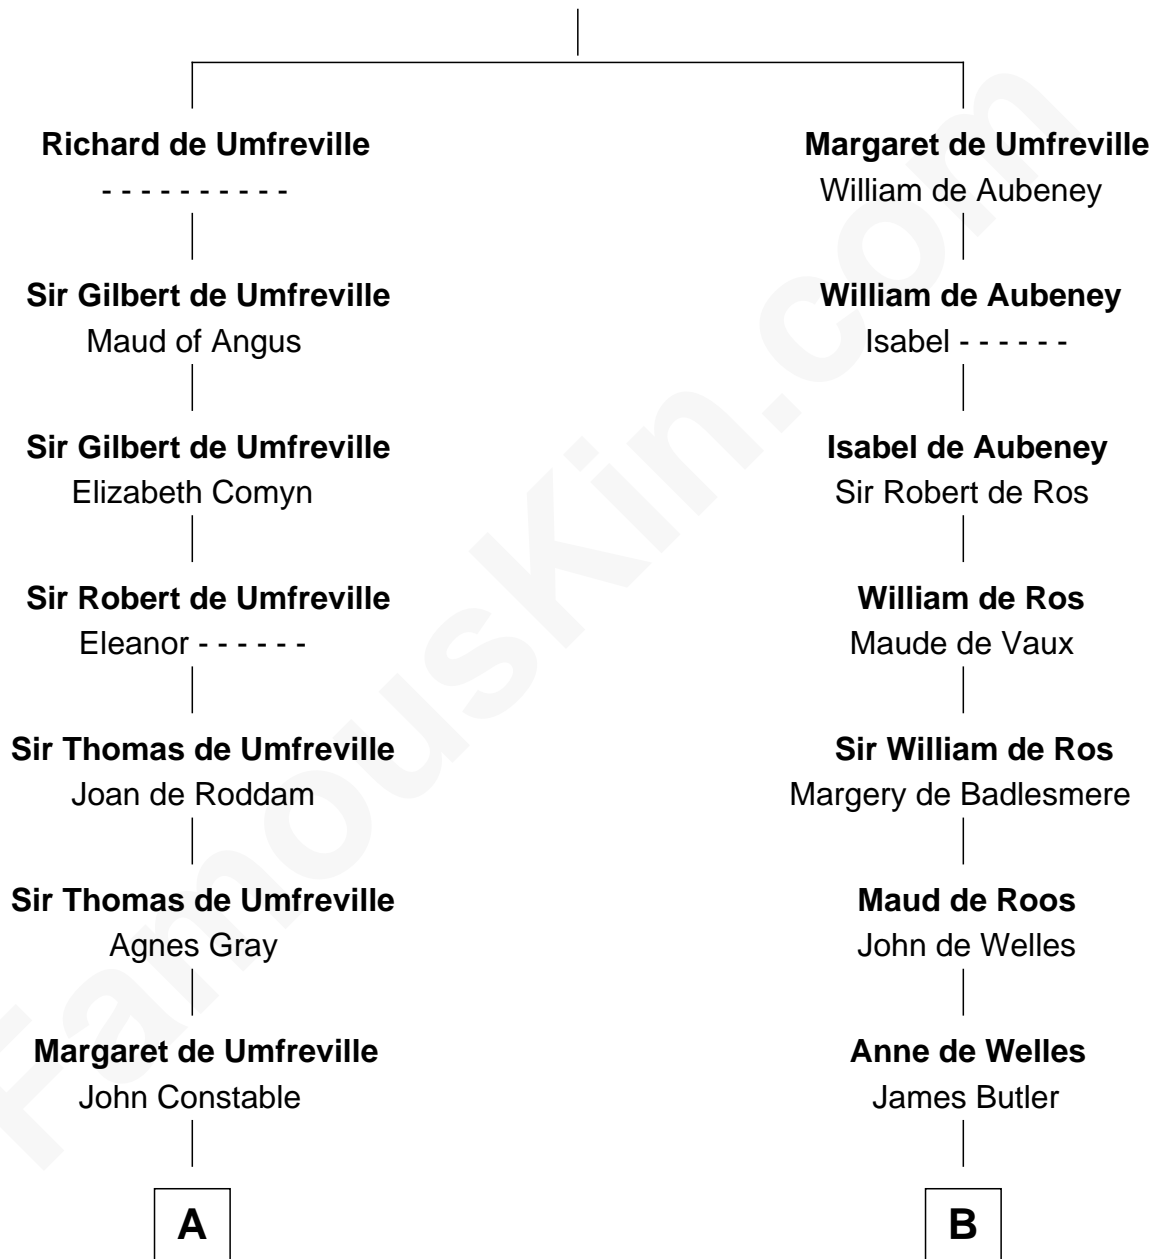 Richard de Umfreville
- - - - - - - - - -
Sir Gilbert de Umfreville
Maud of Angus
Sir Gilbert de Umfreville
Elizabeth Comyn
Sir Robert de Umfreville
Eleanor - - - - - -
Sir Thomas de Umfreville
Joan de Roddam
Sir Thomas de Umfreville
Agnes Gray
Margaret de Umfreville
John Constable
A
Margaret de Umfreville
William de Aubeney
William de Aubeney
Isabel - - - - - -
Isabel de Aubeney
Sir Robert de Ros
William de Ros
Maude de Vaux
Sir William de Ros
Margery de Badlesmere
Maud de Roos
John de Welles
Anne de Welles
James Butler
B
FamousKin.com